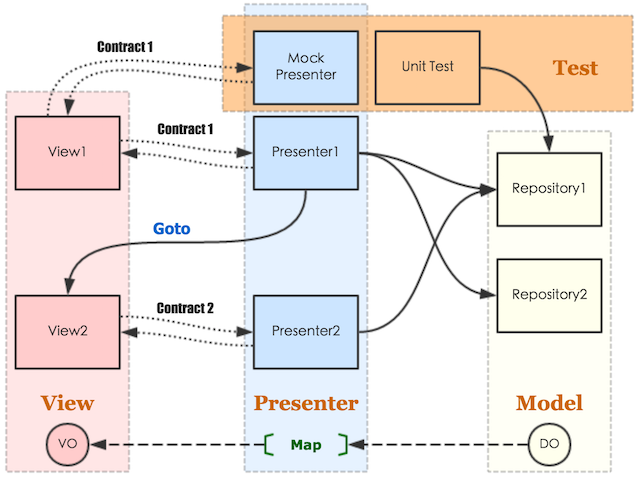 Contract 1
Mock
Presenter
Unit Test
Test
Contract 1
View1
Presenter1
Repository1
Goto
Repository2
Contract 2
View2
Presenter2
View
Presenter
Model
VO
Map
DO